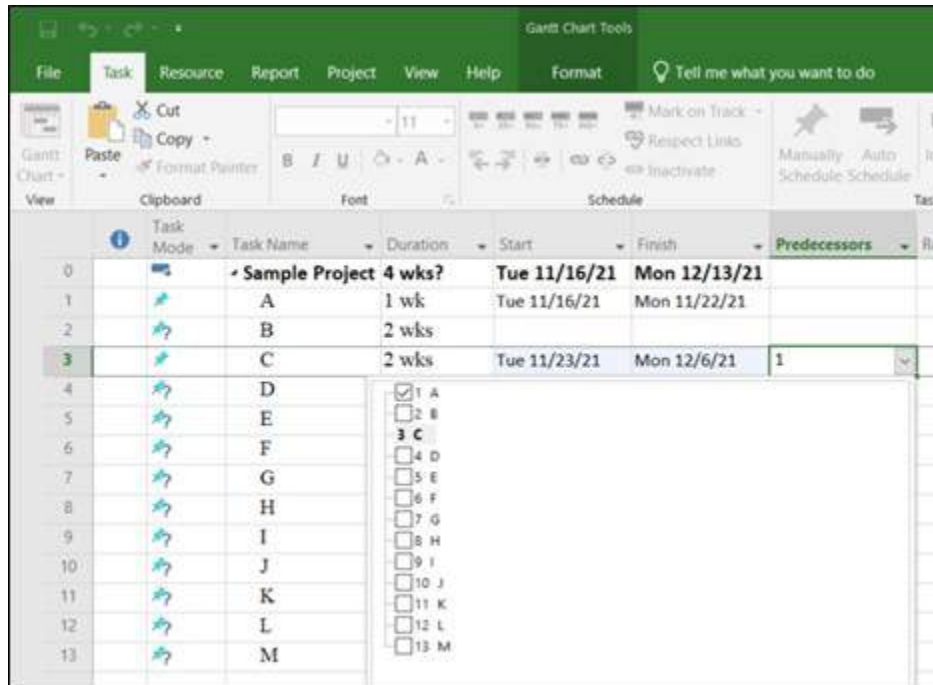 Gantt Chart Tools
File Task Resource Report Project View Help Format Tell me what you want to do
Gantt Chart
Paste
Cut
Copy
Format Painter
11
B I U A
Mark on Track
Respect Links
Inactivate
Manually Schedule
Auto Schedule
View Clipboard Font Schedule Tas
Task Mode Task Name Duration Start Finish Predecessors
0 Sample Project 4 wks? Tue 11/16/21 Mon 12/13/21
1 A 1 wk Tue 11/16/21 Mon 11/22/21
2 B 2 wks
3 C 2 wks Tue 11/23/21 Mon 12/6/21 1
4 D
5 E
6 F
7 G
8 H
9 I
10 J
11 K
12 L
13 M
1 A
2 B
3 C
4 D
5 E
6 F
7 G
8 H
9 I
10 J
11 K
12 L
13 M